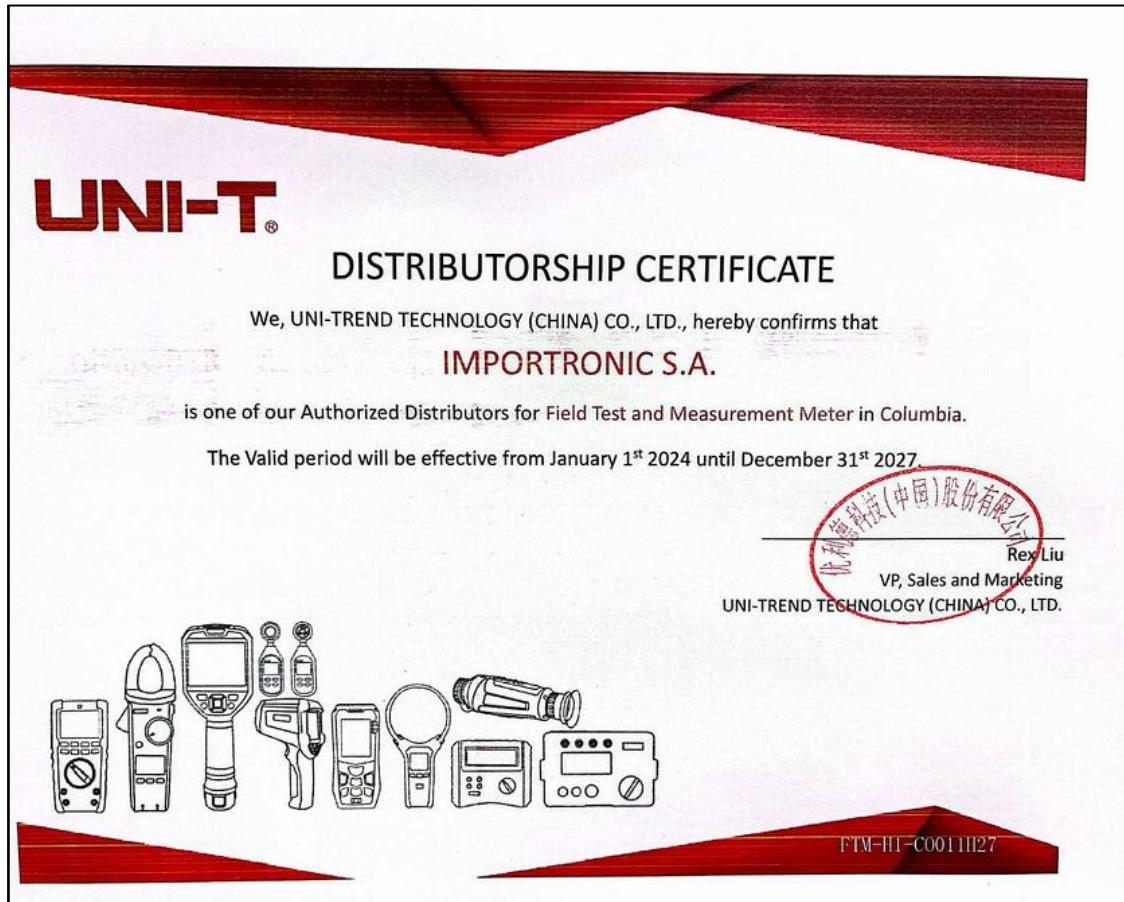 UNI-T®
DISTRIBUTORSHIP CERTIFICATE
We, UNI-TREND TECHNOLOGY (CHINA) CO., LTD., hereby confirms that
IMPORTRONIC S.A.
is one of our Authorized Distributors for Field Test and Measurement Meter in Columbia.
The Valid period will be effective from January 1st 2024 until December 31st 2027.
优利德科技(中国)股份有限公司
Rex Liu
VP, Sales and Marketing
UNI-TREND TECHNOLOGY (CHINA) CO., LTD.
FTM-H1-C0011H27